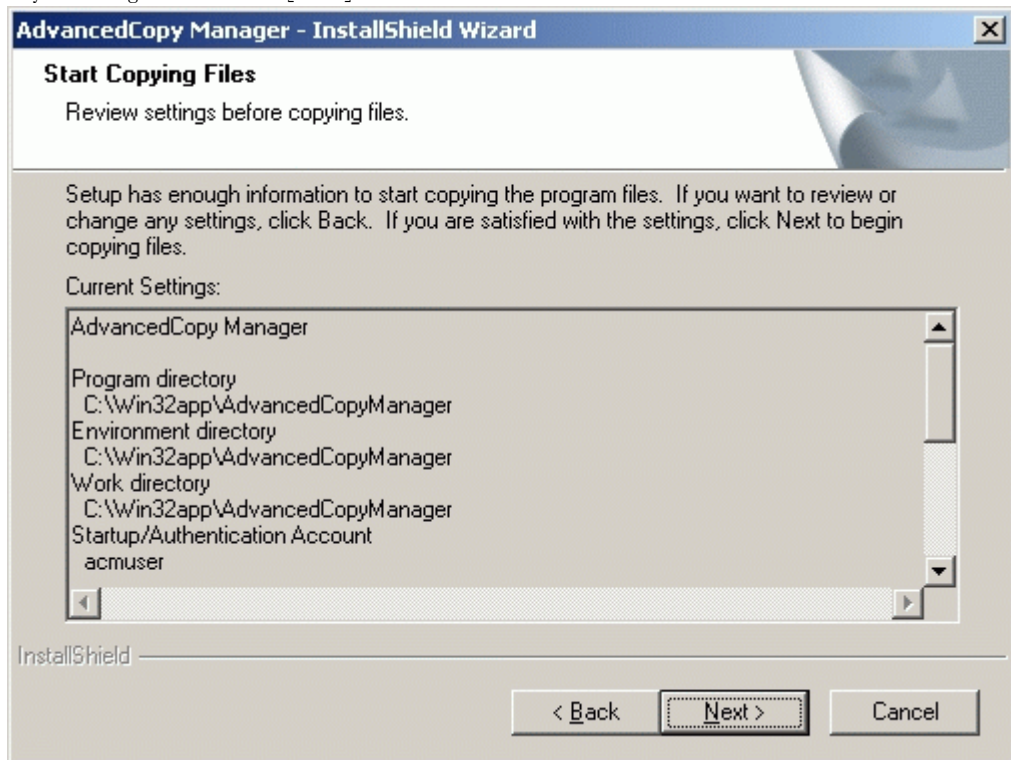 AdvancedCopy Manager - InstallShield Wizard
Start Copying Files
Review settings before copying files.
Setup has enough information to start copying the program files.  If you want to review or
change any settings, click Back.  If you are satisfied with the settings, click Next to begin
copying files.
Current Settings:
AdvancedCopy Manager
Program directory
C:\Win32app\AdvancedCopyManager
Environment directory
C:\Win32app\AdvancedCopyManager
Work directory
C:\Win32app\AdvancedCopyManager
Startup/Authentication Account
acmuser
InstallShield
< Back
Next >
Cancel